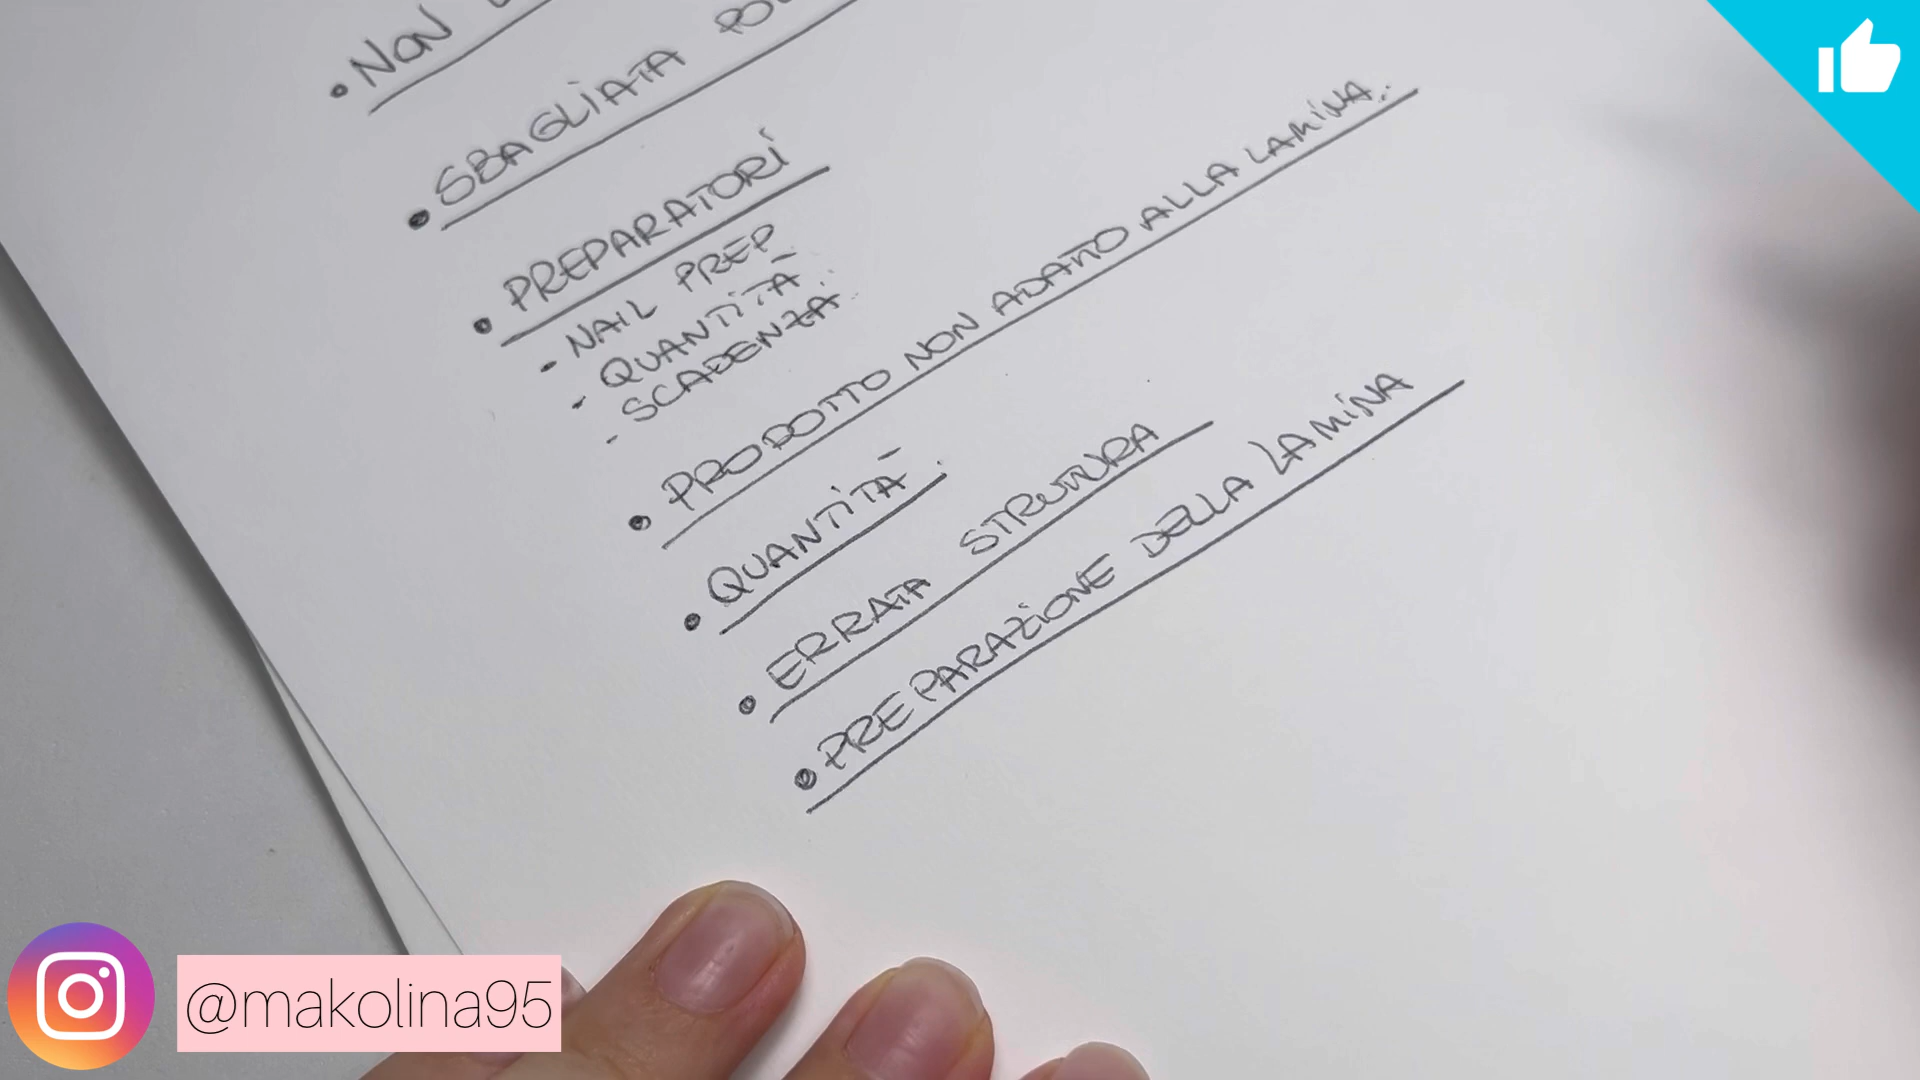 • NON
• SBAGLIATA
• PREPARATORI
- NAIL PREP
- QUANTITÀ
- SCADENZA
• PRODOTTO NON ADATTO ALLA LAMINA..
• QUANTITÀ
• ERRATA STRUTTURA
• PREPARAZIONE DELLA LAMINA
@makolina95